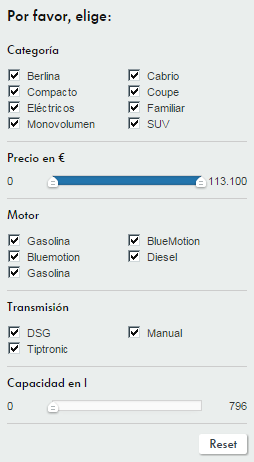 Por favor, elige:
Categoría
Berlina Cabrio
Compacto Coupe
Eléctricos Familiar
Monovolumen SUV
Precio en €
0 113.100
Motor
Gasolina BlueMotion
Bluemotion Diesel
Gasolina
Transmisión
DSG Manual
Tiptronic
Capacidad en l
0 796
Reset